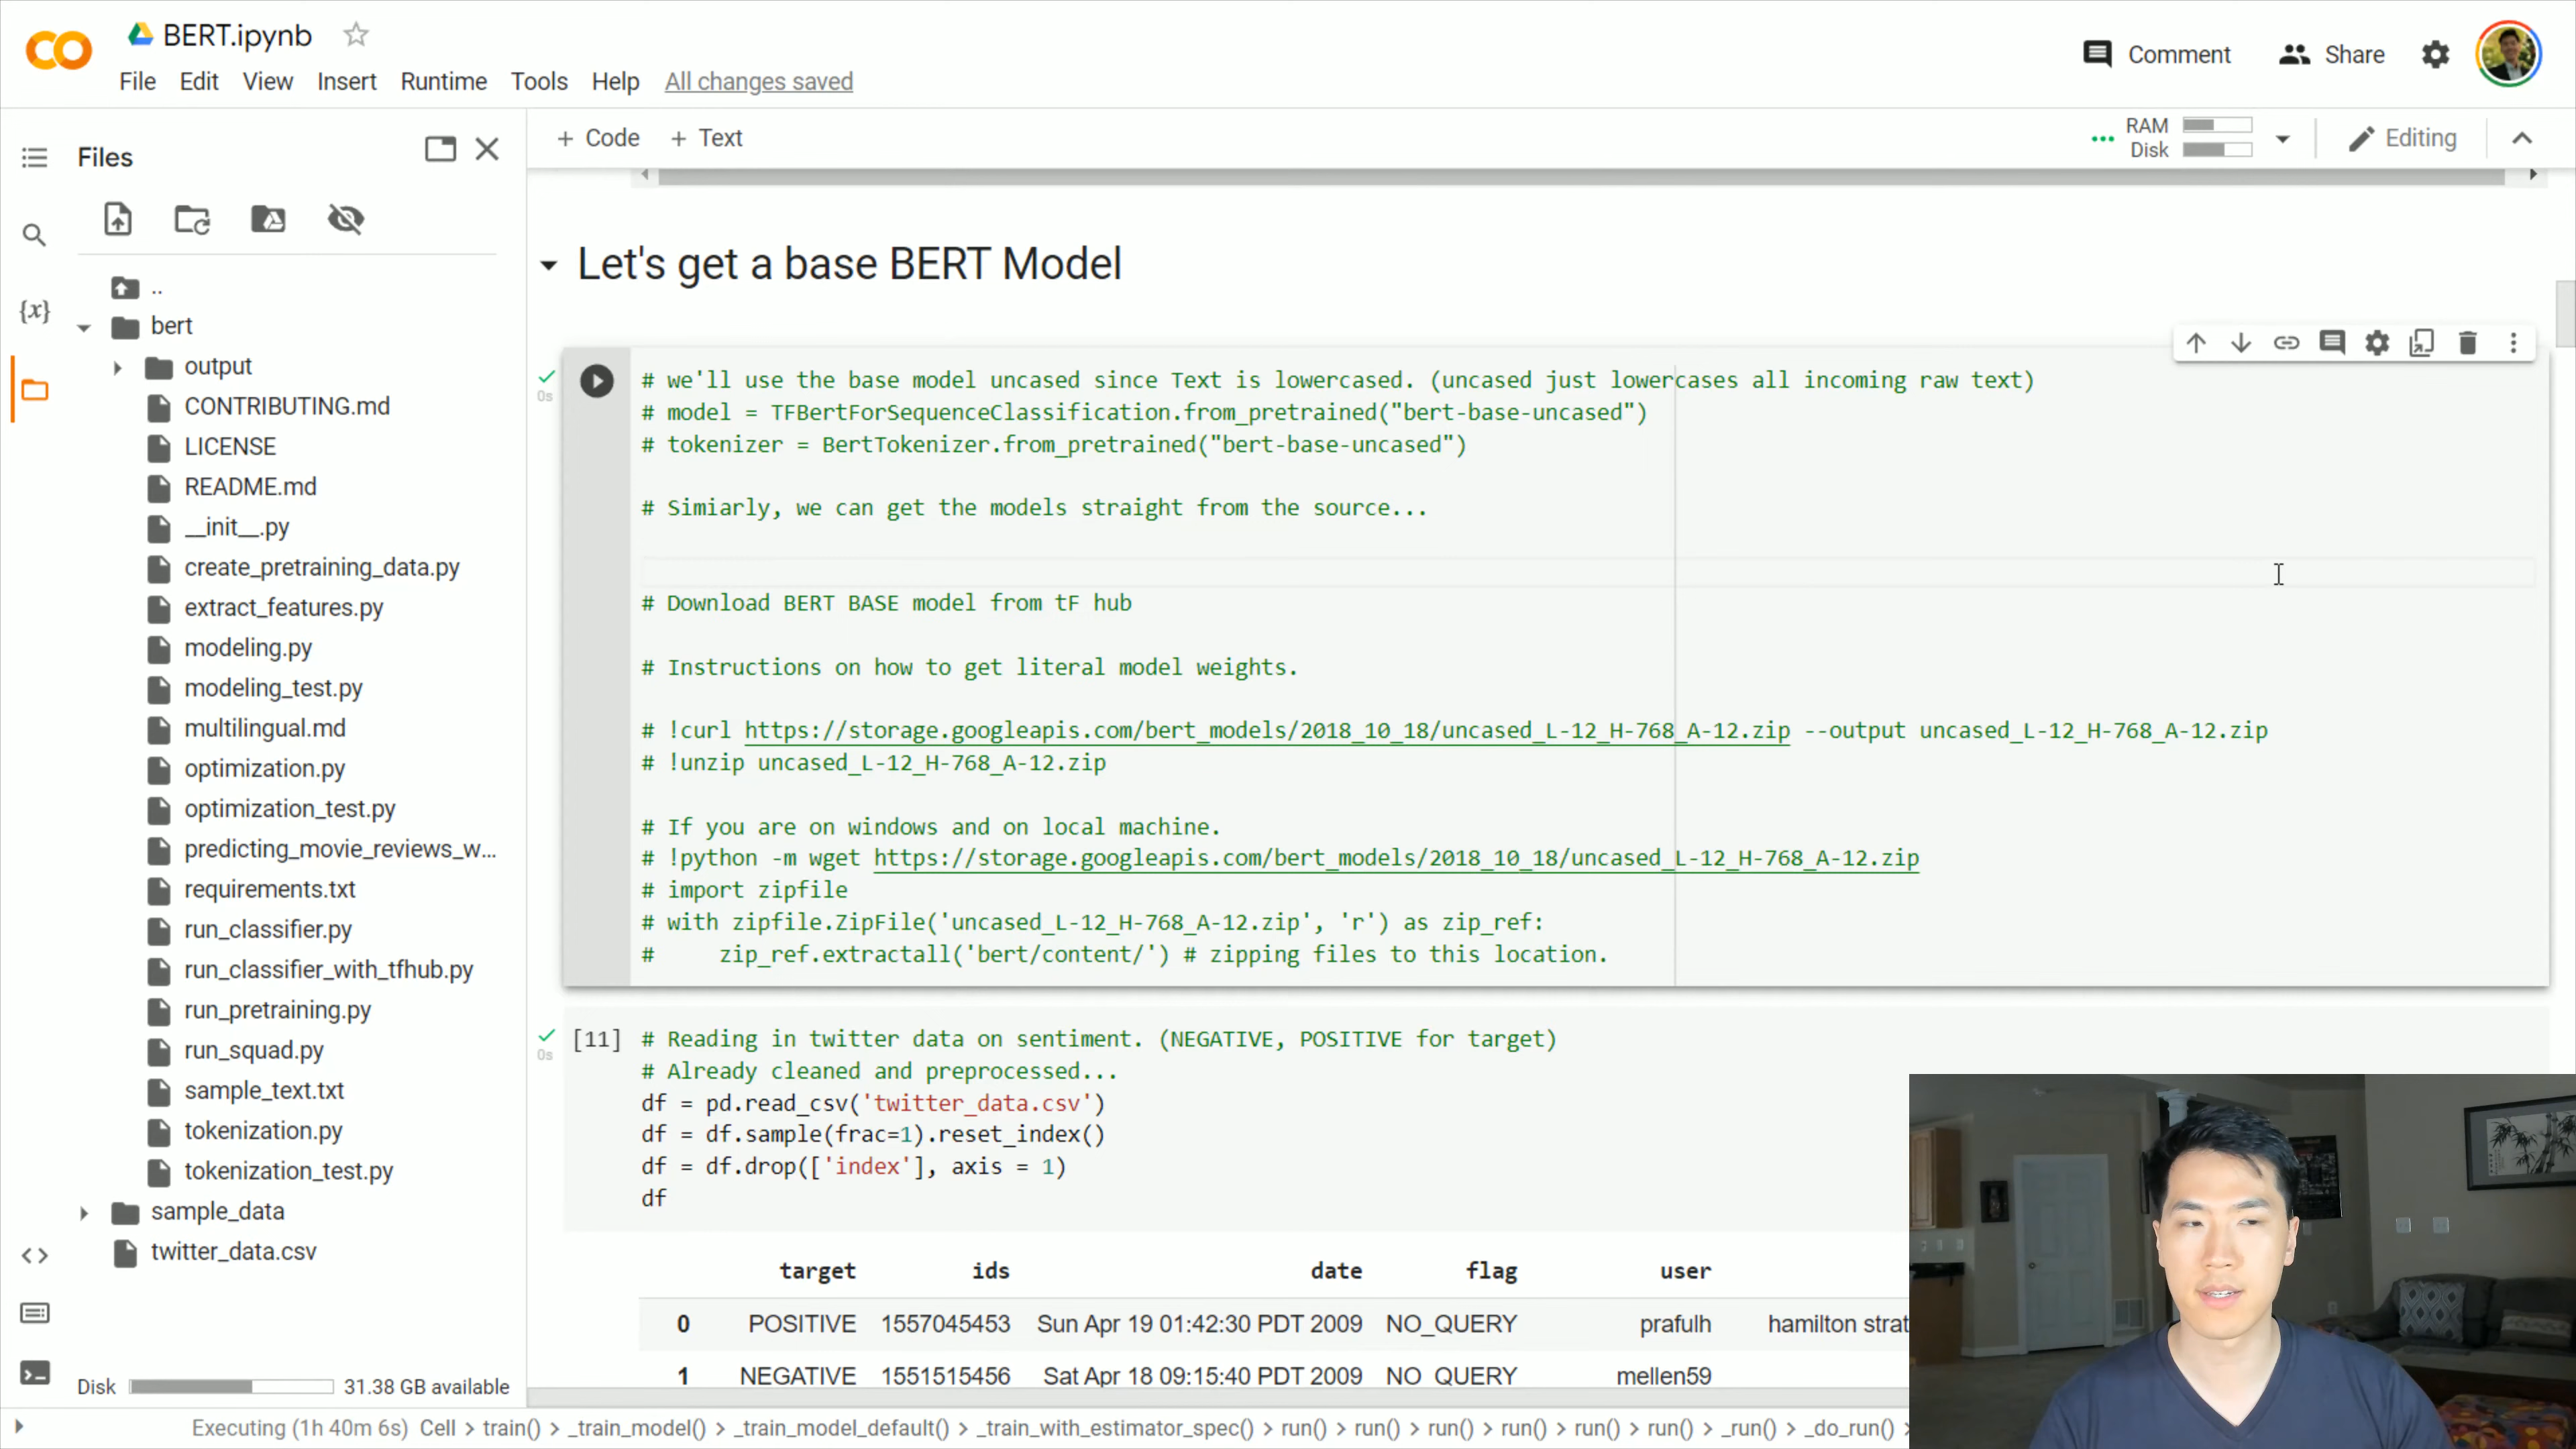 BERT.ipynb
File Edit View Insert Runtime Tools Help All changes saved
Comment Share
Files
+ Code + Text
RAM
Disk
Editing
..
bert
output
CONTRIBUTING.md
LICENSE
README.md
__init__.py
create_pretraining_data.py
extract_features.py
modeling.py
modeling_test.py
multilingual.md
optimization.py
optimization_test.py
predicting_movie_reviews_w...
requirements.txt
run_classifier.py
run_classifier_with_tfhub.py
run_pretraining.py
run_squad.py
sample_text.txt
tokenization.py
tokenization_test.py
sample_data
twitter_data.csv
Disk 31.38 GB available
Let's get a base BERT Model
0s
# we'll use the base model uncased since Text is lowercased. (uncased just lowercases all incoming raw text)
# model = TFBertForSequenceClassification.from_pretrained("bert-base-uncased")
# tokenizer = BertTokenizer.from_pretrained("bert-base-uncased")
# Simiarly, we can get the models straight from the source...
# Download BERT BASE model from tF hub
# Instructions on how to get literal model weights.
# !curl https://storage.googleapis.com/bert_models/2018_10_18/uncased_L-12_H-768_A-12.zip --output uncased_L-12_H-768_A-12.zip
# !unzip uncased_L-12_H-768_A-12.zip
# If you are on windows and on local machine.
# !python -m wget https://storage.googleapis.com/bert_models/2018_10_18/uncased_L-12_H-768_A-12.zip
# import zipfile
# with zipfile.ZipFile('uncased_L-12_H-768_A-12.zip', 'r') as zip_ref:
#     zip_ref.extractall('bert/content/') # zipping files to this location.
0s
[11] # Reading in twitter data on sentiment. (NEGATIVE, POSITIVE for target)
# Already cleaned and preprocessed...
df = pd.read_csv('twitter_data.csv')
df = df.sample(frac=1).reset_index()
df = df.drop(['index'], axis = 1)
df
target ids date flag user
0 POSITIVE 1557045453 Sun Apr 19 01:42:30 PDT 2009 NO_QUERY prafulh hamilton strat
1 NEGATIVE 1551515456 Sat Apr 18 09:15:40 PDT 2009 NO_QUERY mellen59
Executing (1h 40m 6s) Cell > train() > _train_model() > _train_model_default() > _train_with_estimator_spec() > run() > run() > run() > run() > run() > run() > _run() > _do_run() >